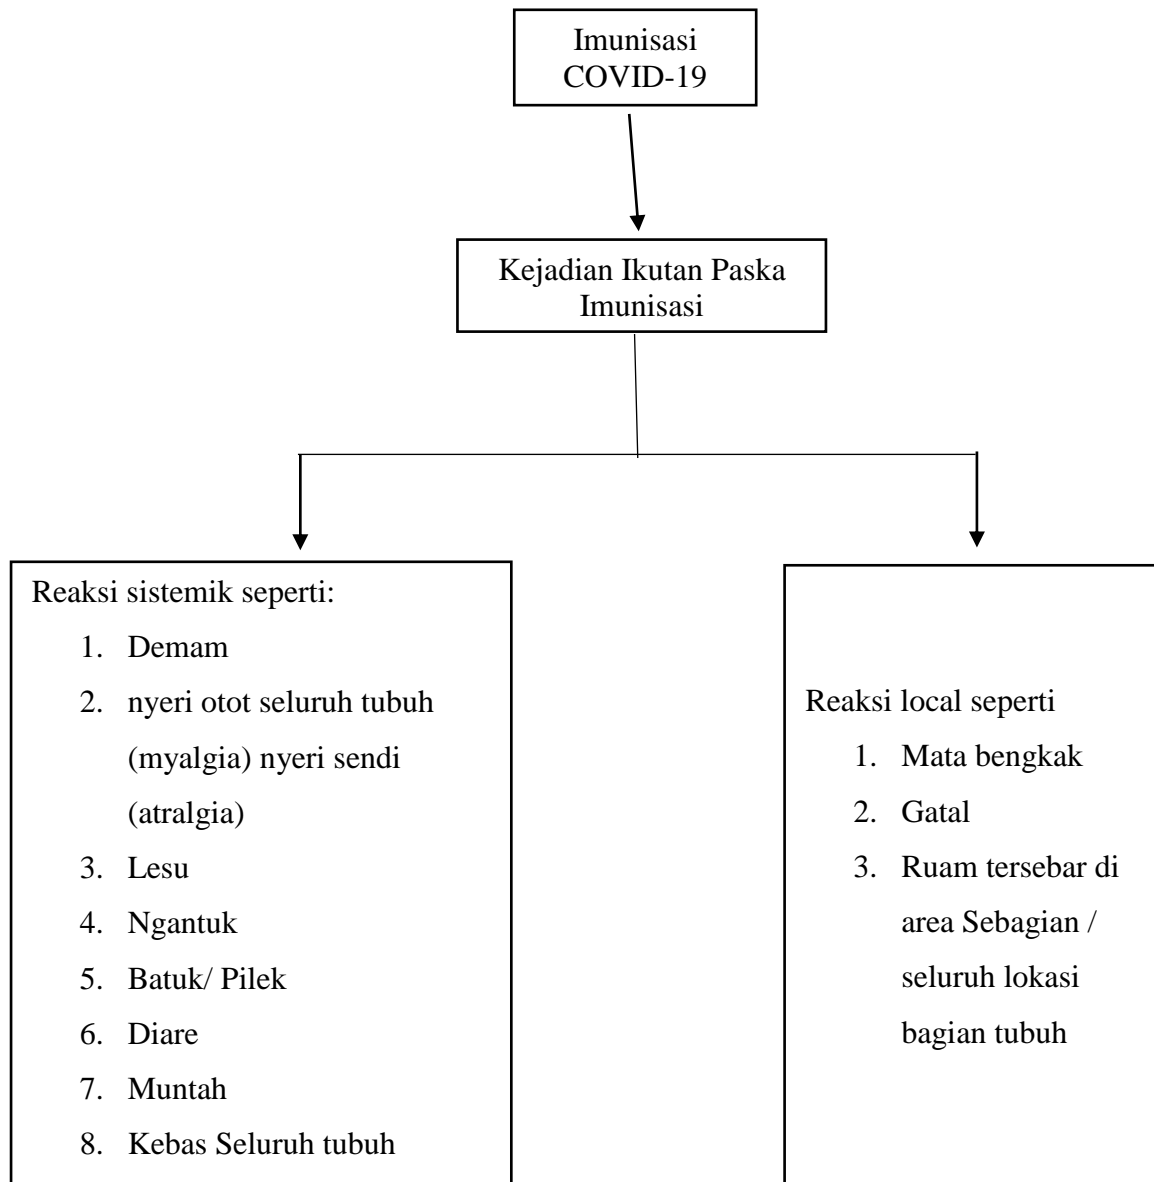 Imunisasi
COVID-19
Kejadian Ikutan Paska
Imunisasi
Reaksi sistemik seperti:
1. Demam
2. nyeri otot seluruh tubuh
(myalgia) nyeri sendi
(atralgia)
3. Lesu
4. Ngantuk
5. Batuk/ Pilek
6. Diare
7. Muntah
8. Kebas Seluruh tubuh
Reaksi local seperti
1. Mata bengkak
2. Gatal
3. Ruam tersebar di
area Sebagian /
seluruh lokasi
bagian tubuh